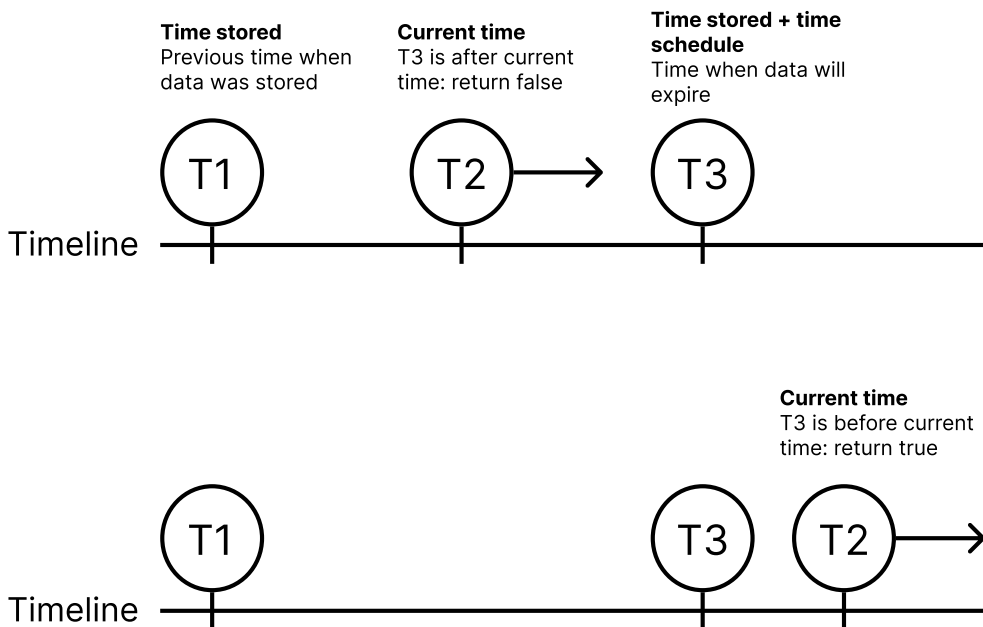 Time stored
Previous time when
data was stored
Current time
T3 is after current
time: return false
Time stored + time
schedule
Time when data will
expire
T1
T2
T3
Timeline
Current time
T3 is before current
time: return true
T1
T3
T2
Timeline